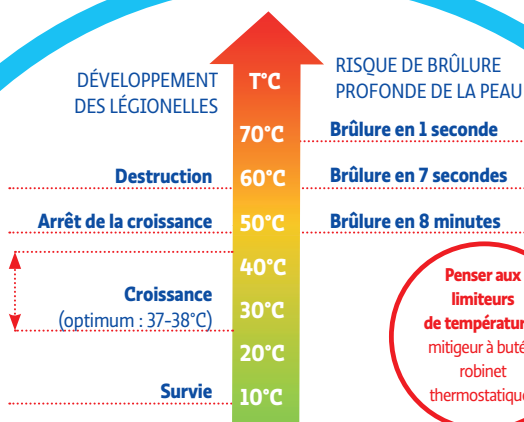 DÉVELOPPEMENT
DES LÉGIONELLES
T°C
RISQUE DE BRÛLURE
PROFONDE DE LA PEAU
70°C
Brûlure en 1 seconde
Destruction
60°C
Brûlure en 7 secondes
Arrêt de la croissance
50°C
Brûlure en 8 minutes
40°C
Croissance
(optimum : 37-38°C)
30°C
20°C
Survie
10°C
Penser aux
limiteurs
de températur
mitigeur à buté
robinet
thermostatique